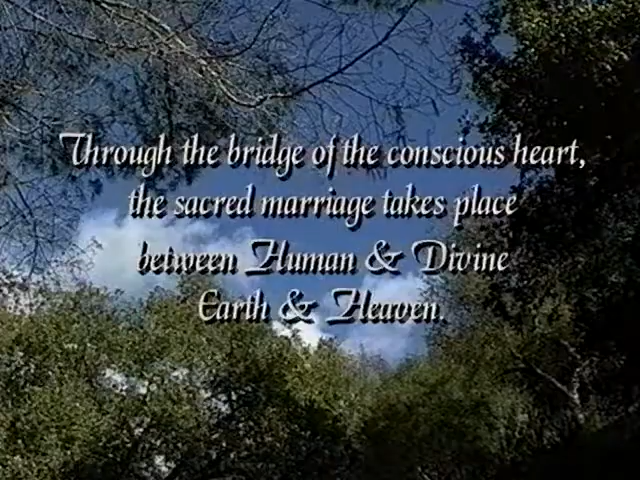 Through the bridge of the conscious heart,
the sacred marriage takes place
between Human & Divine
Earth & Heaven.